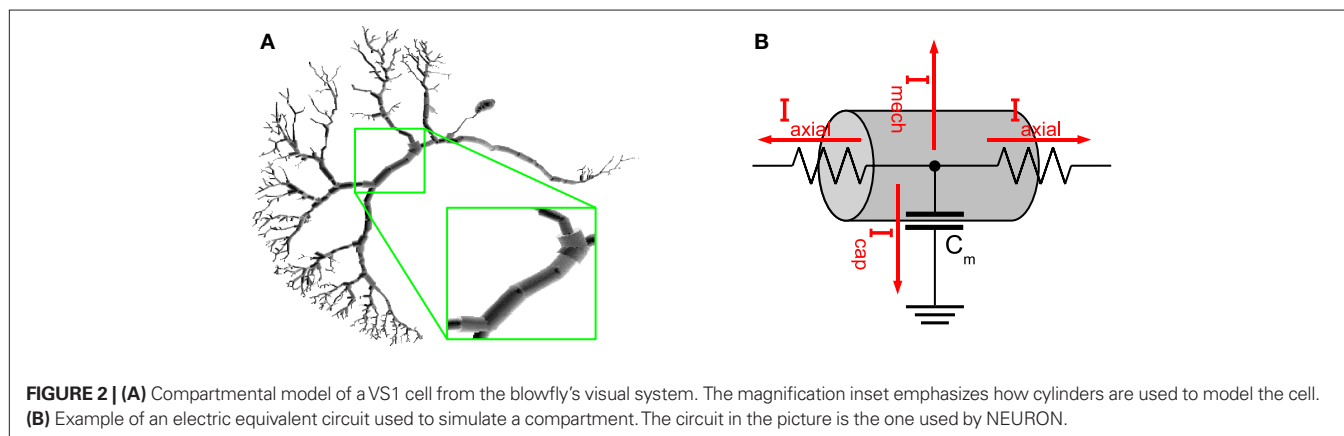 A
B
I mech
I axial
I axial
I cap
C m
FIGURE 2 | (A) Compartmental model of a VS1 cell from the blowfly's visual system. The magnification inset emphasizes how cylinders are used to model the cell.
(B) Example of an electric equivalent circuit used to simulate a compartment. The circuit in the picture is the one used by NEURON.